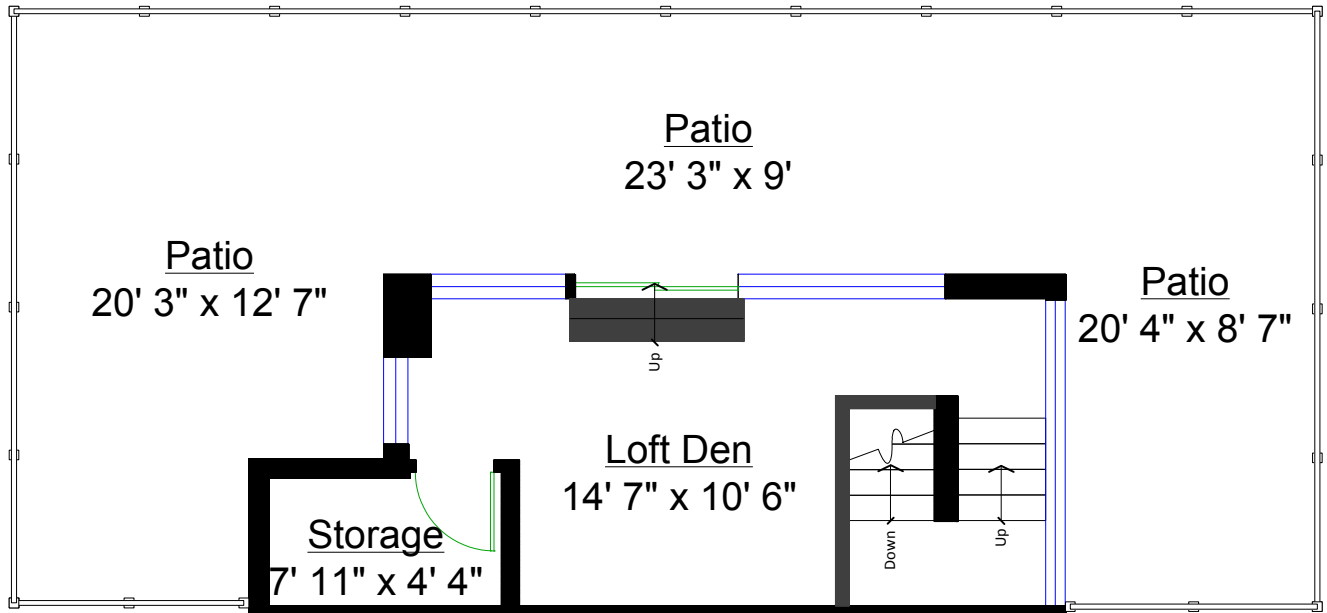 Patio
23' 3" x 9'
Patio
20' 3" x 12' 7"
Patio
20' 4" x 8' 7"
Up
Loft Den
14' 7" x 10' 6"
Storage
7' 11" x 4' 4"
Down
Up